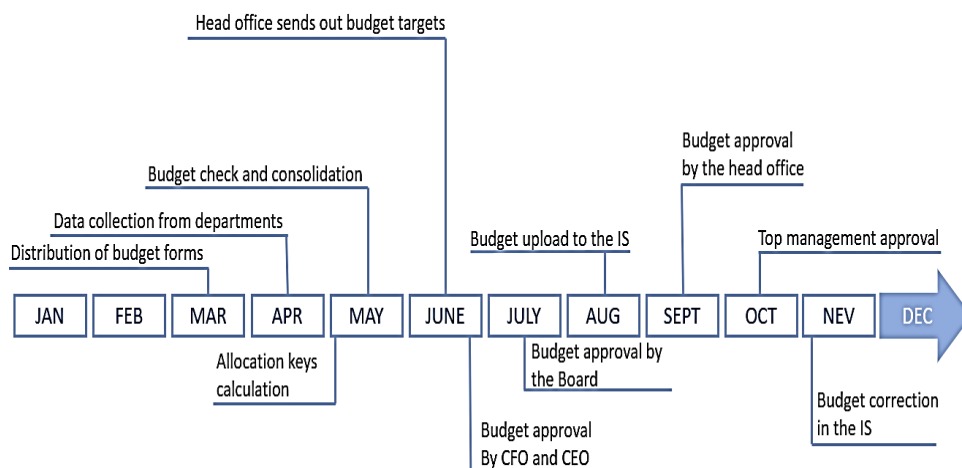 Head office sends out budget targets
Budget approval
by the head office
Budget check and consolidation
Data collection from departments
Budget upload to the IS
Top management approval
Distribution of budget forms
JAN FEB MAR APR MAY JUNE JULY AUG SEPT OCT NEV DEC
Allocation keys
calculation
Budget approval by
the Board
Budget correction
in the IS
Budget approval
By CFO and CEO